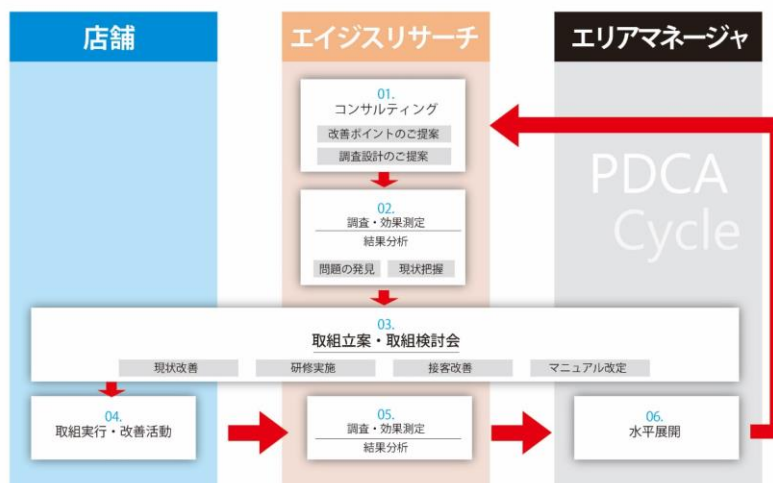 店舗
エイジスリサーチ
エリアマネージャ
01.
コンサルティング
改善ポイントのご提案
調査設計のご提案
PDCA
Cycle
02.
調査・効果測定
結果分析
問題の発見
現状把握
03.
取組立案・取組検討会
現状改善
研修実施
接客改善
マニュアル改定
04.
取組実行・改善活動
05.
調査・効果測定
結果分析
06.
水平展開